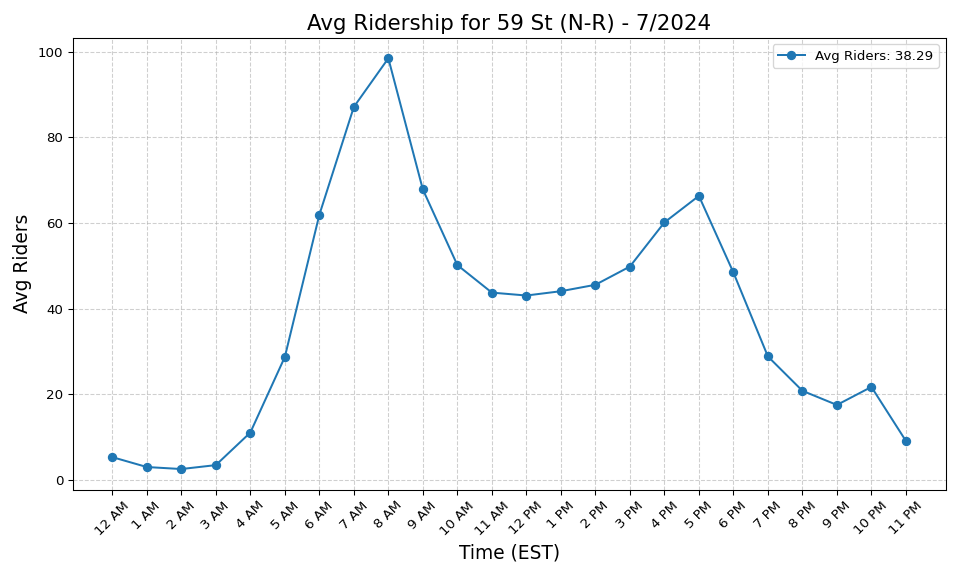 Avg Ridership for 59 St (N-R) - 7/2024
Avg Riders: 38.29
Avg Riders
100
80
60
40
20
0
12 AM
1 AM
2 AM
3 AM
4 AM
5 AM
6 AM
7 AM
8 AM
9 AM
10 AM
11 AM
12 PM
1 PM
2 PM
3 PM
4 PM
5 PM
6 PM
7 PM
8 PM
9 PM
10 PM
11 PM
Time (EST)